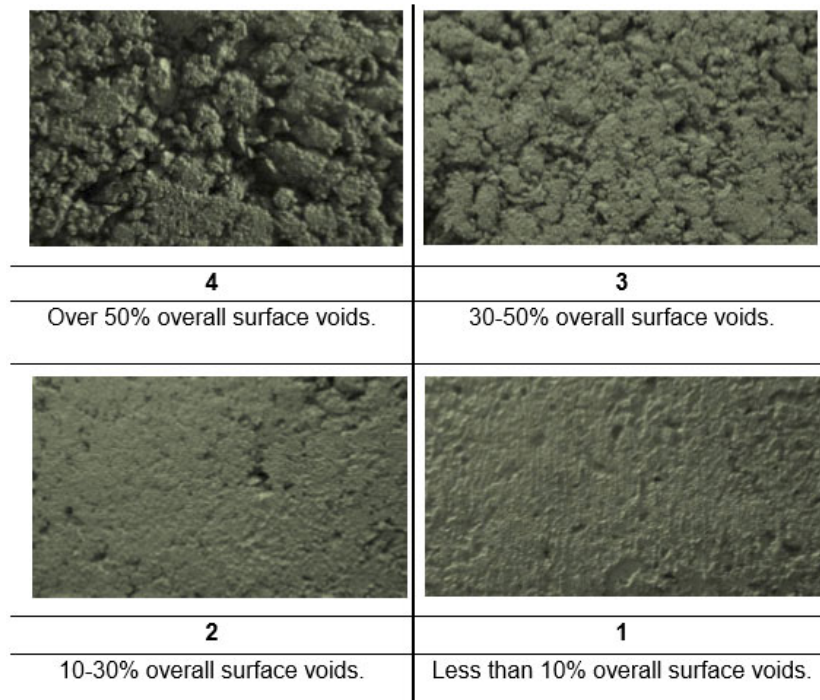 4
3
Over 50% overall surface voids.
30-50% overall surface voids.
2
1
10-30% overall surface voids.
Less than 10% overall surface voids.